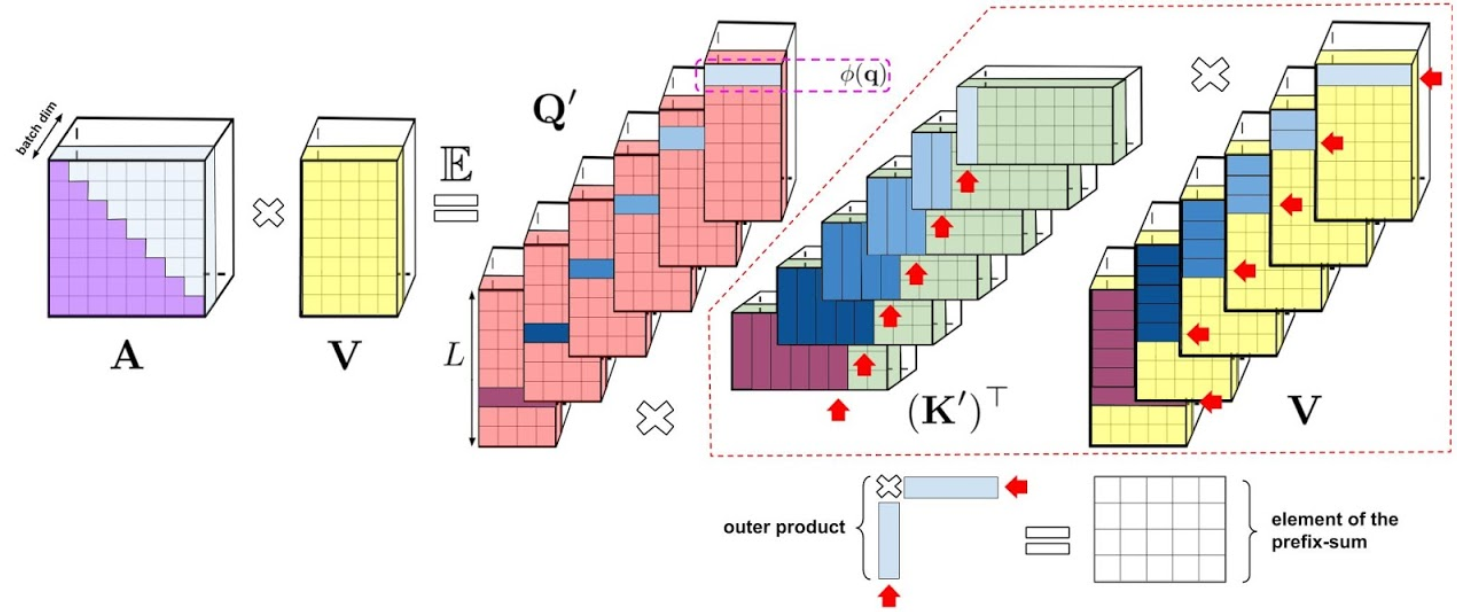 batch dim
A
V
𝔼
Q′
L
ϕ(q)
(K′)⊤
V
outer product
element of the
prefix-sum